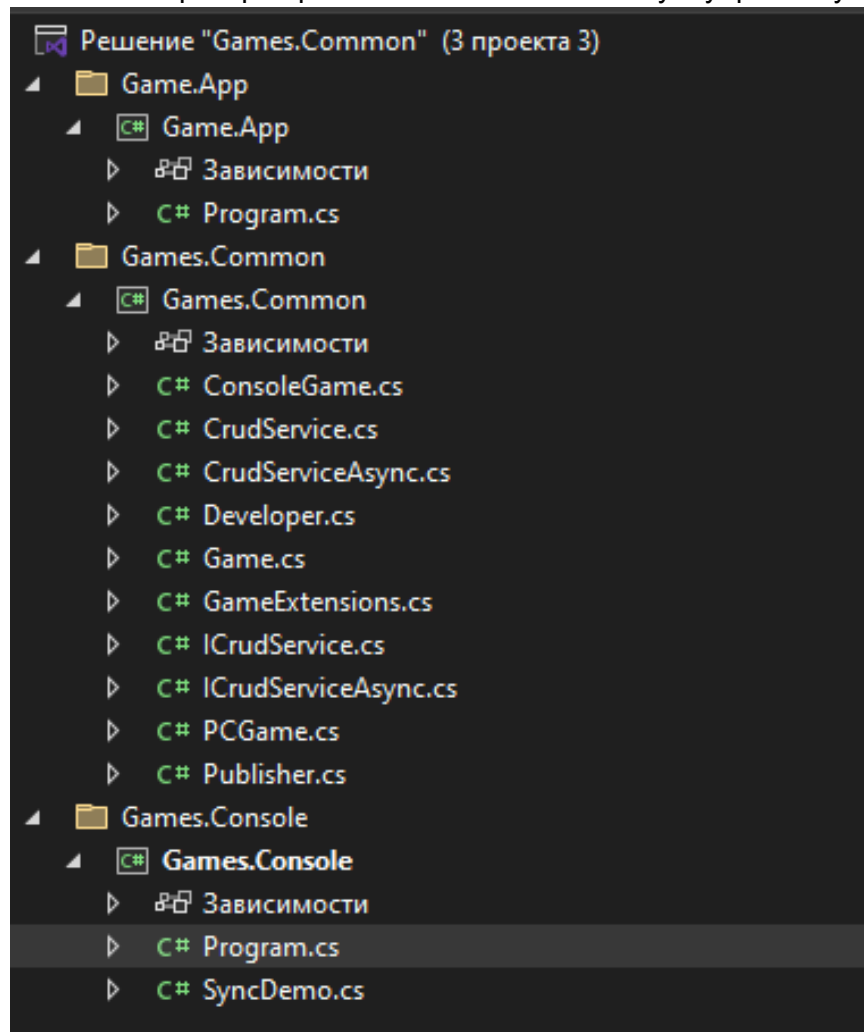 Решение "Games.Common" (3 проекта 3)
Game.App
C# Game.App
Зависимости
C# Program.cs
Games.Common
C# Games.Common
Зависимости
C# ConsoleGame.cs
C# CrudService.cs
C# CrudServiceAsync.cs
C# Developer.cs
C# Game.cs
C# GameExtensions.cs
C# ICrudService.cs
C# ICrudServiceAsync.cs
C# PCGame.cs
C# Publisher.cs
Games.Console
C# Games.Console
Зависимости
C# Program.cs
C# SyncDemo.cs